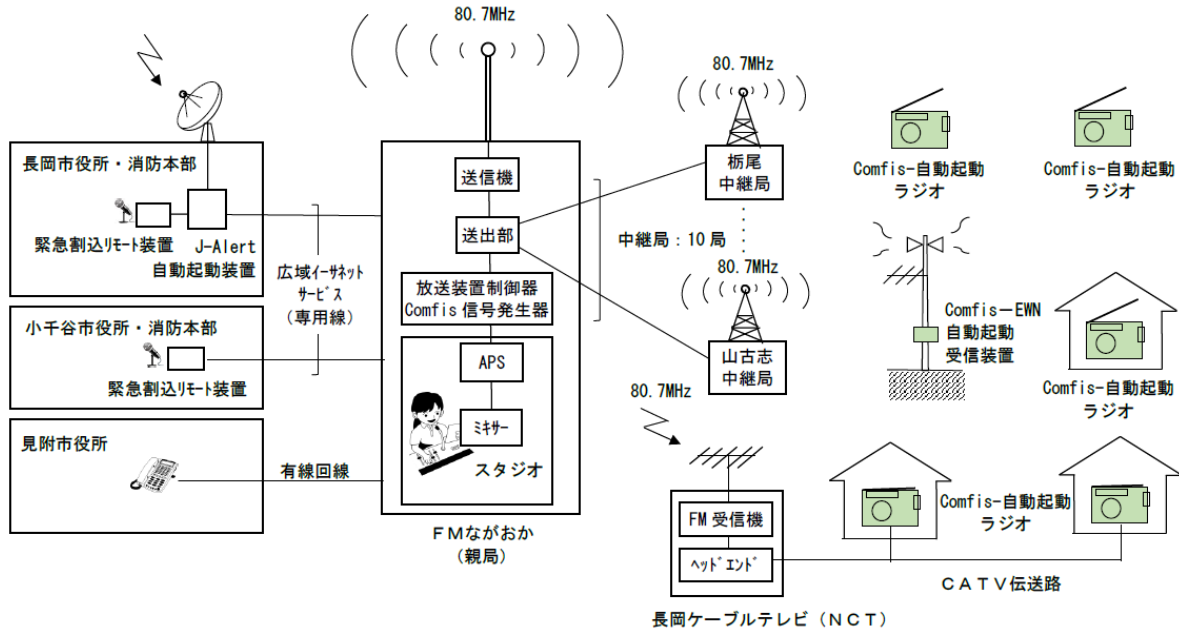 80.7MHz
長岡市役所・消防本部
緊急割込ﾘﾓｰﾄ装置
J-Alert
自動起動装置
小千谷市役所・消防本部
緊急割込ﾘﾓｰﾄ装置
見附市役所
広域ｲｰｻﾈｯﾄ
ｻｰﾋﾞｽ
（専用線）
有線回線
送信機
送出部
放送装置制御器
Comfis 信号発生器
APS
ﾐｷｻｰ
スタジオ
ＦＭながおか
（親局）
80.7MHz
栃尾
中継局
中継局：10 局
80.7MHz
山古志
中継局
80.7MHz
FM 受信機
ﾍｯﾄﾞｴﾝﾄﾞ
長岡ケーブルテレビ（ＮＣＴ）
Comfis-自動起動
ラジオ
Comfis-自動起動
ラジオ
Comfis－EWN
自動起動
受信装置
Comfis-自動起動
ラジオ
Comfis-自動起動
ラジオ
ＣＡＴＶ伝送路